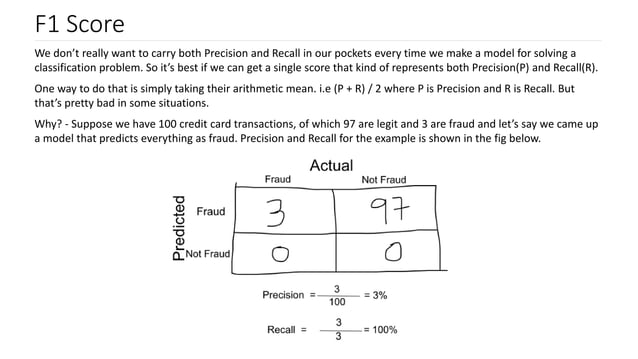 F1 Score
We don’t really want to carry both Precision and Recall in our pockets every time we make a model for solving a
classification problem. So it’s best if we can get a single score that kind of represents both Precision(P) and Recall(R).
One way to do that is simply taking their arithmetic mean. i.e (P + R) / 2 where P is Precision and R is Recall. But
that’s pretty bad in some situations.
Why? - Suppose we have 100 credit card transactions, of which 97 are legit and 3 are fraud and let’s say we came up
a model that predicts everything as fraud. Precision and Recall for the example is shown in the fig below.
Actual
Fraud Not Fraud
Predicted
Fraud 3 97
Not Fraud 0 0
Precision = 3 / 100 = 3%
Recall = 3 / 3 = 100%